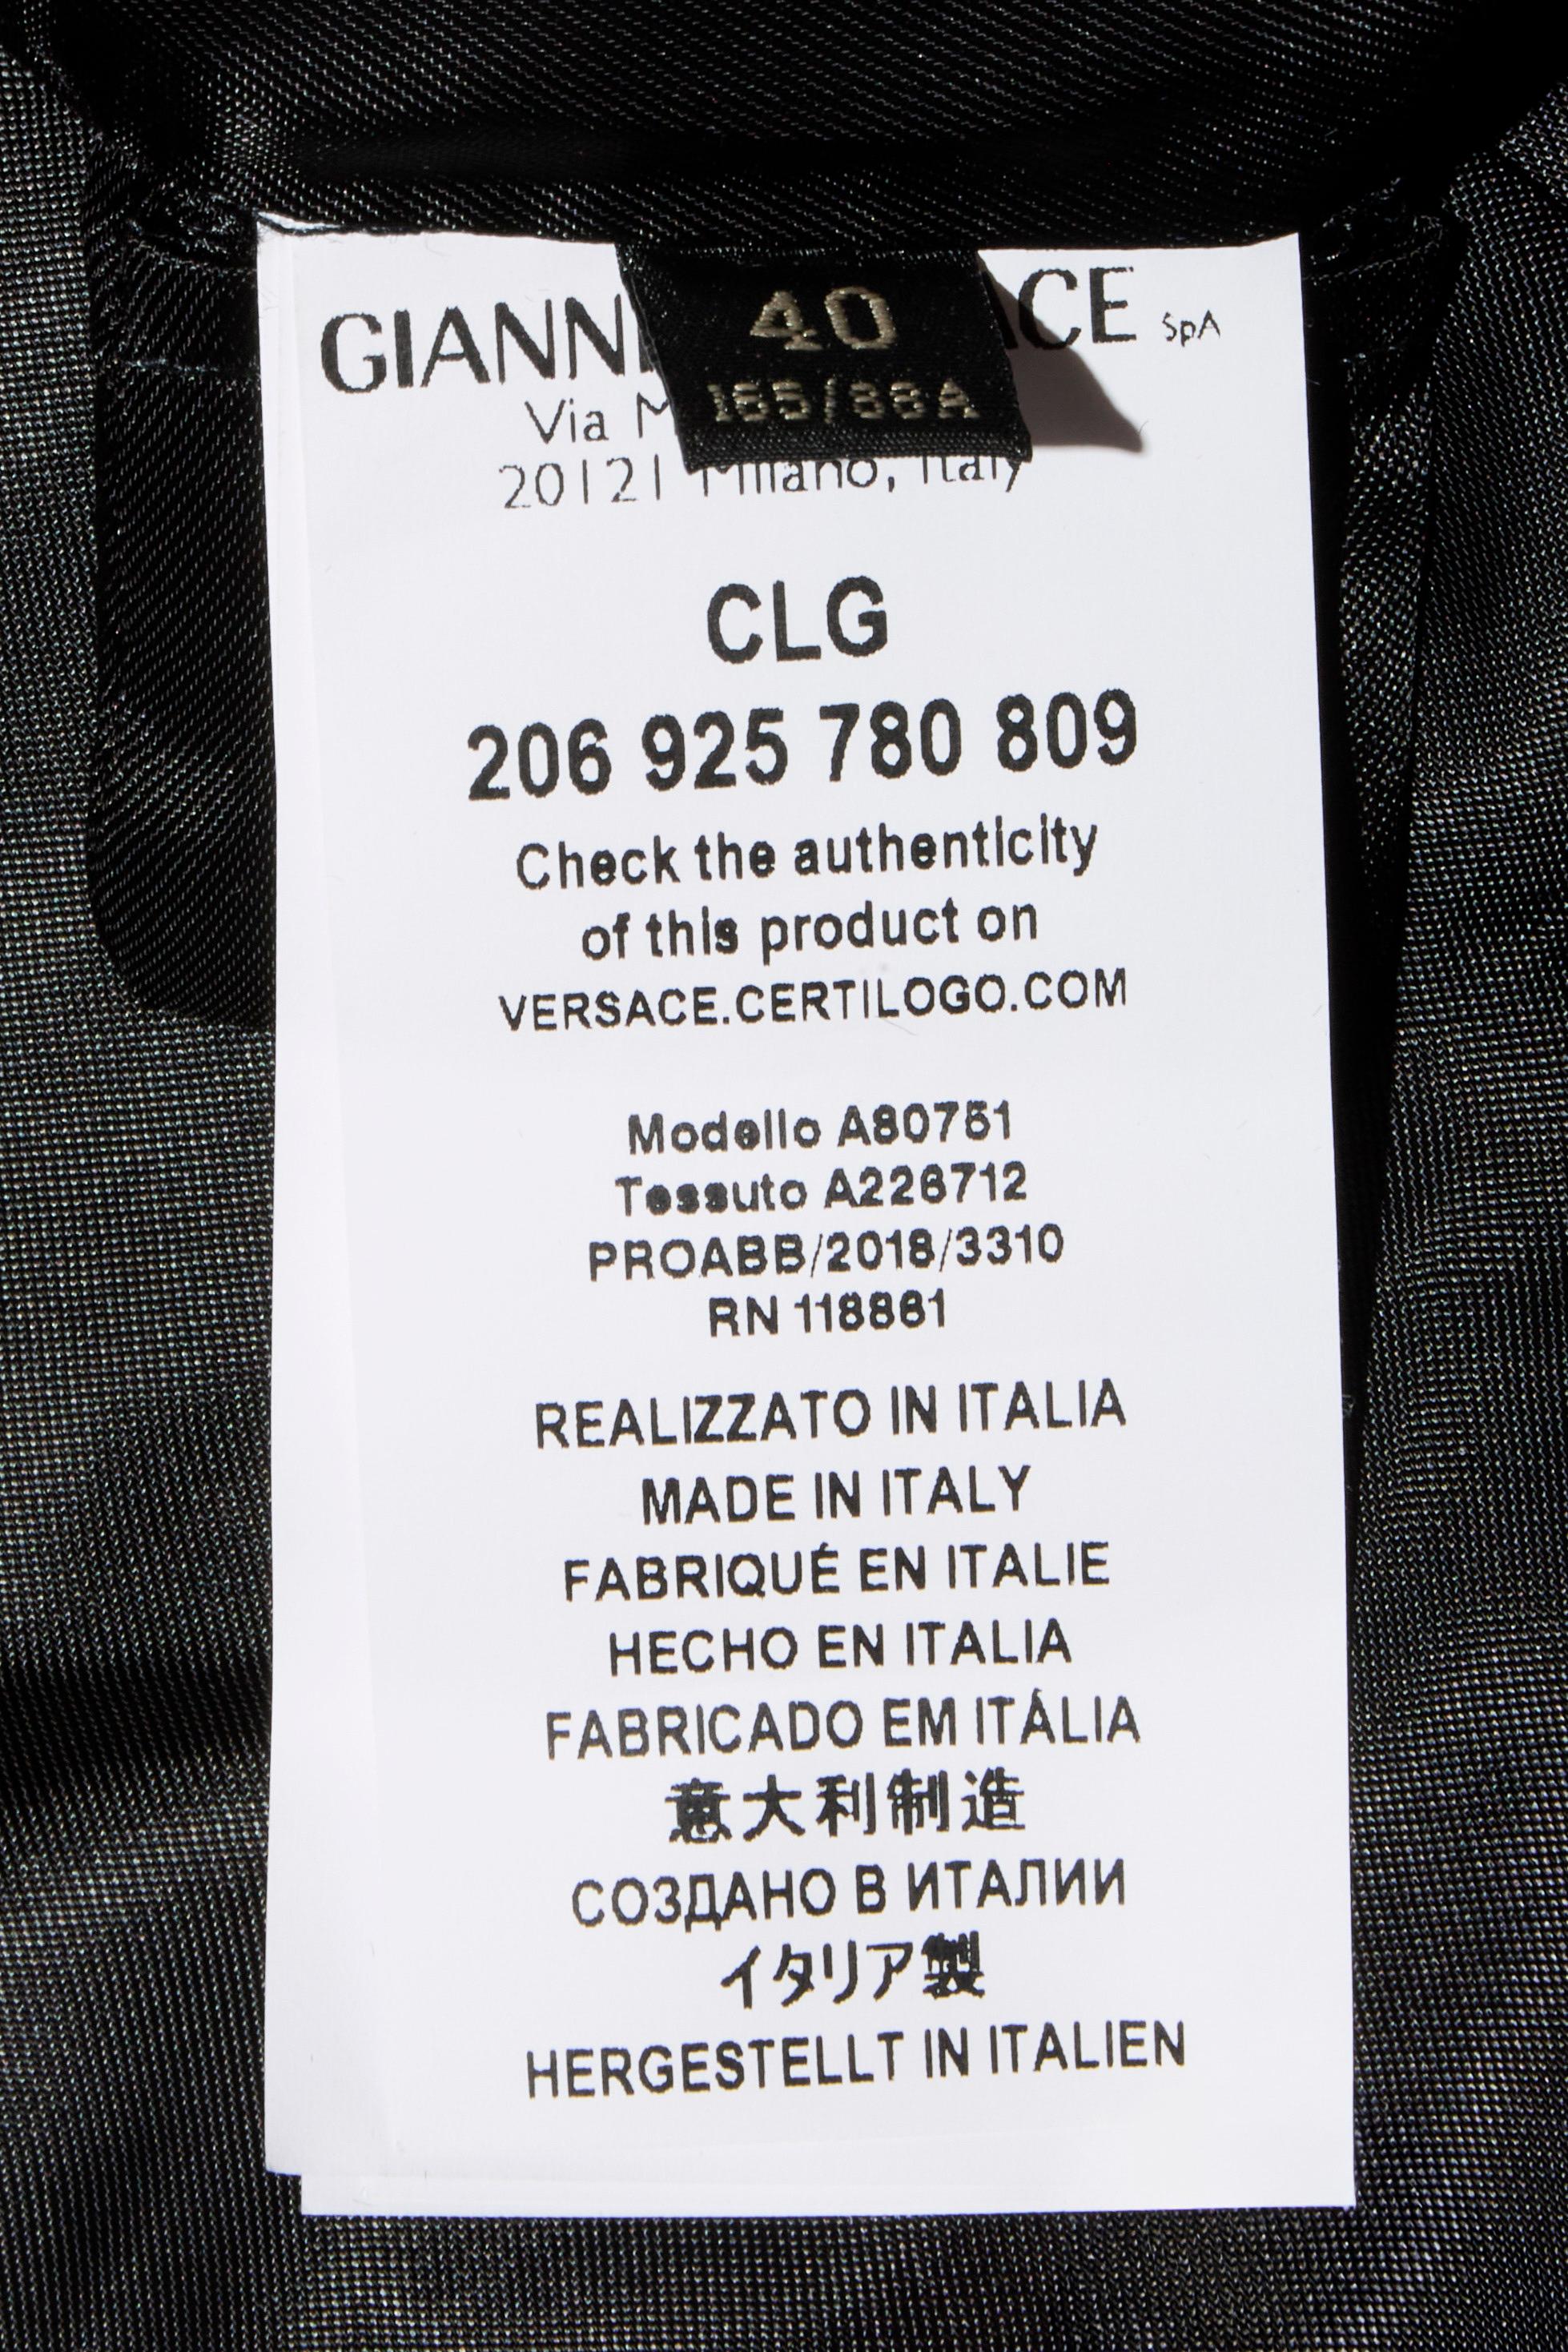 40
165/88A
GIANNI ACE SpA
Via
20121 Milano, Italy
CLG
206 925 780 809
Check the authenticity
of this product on
VERSACE.CERTILOGO.COM
Modello A80751
Tessuto A226712
PROABB/2018/3310
RN 118861
REALIZZATO IN ITALIA
MADE IN ITALY
FABRIQUÉ EN ITALIE
HECHO EN ITALIA
FABRICADO EM ITÁLIA
意大利制造
СОЗДАНО В ИТАЛИИ
イタリア製
HERGESTELLT IN ITALIEN